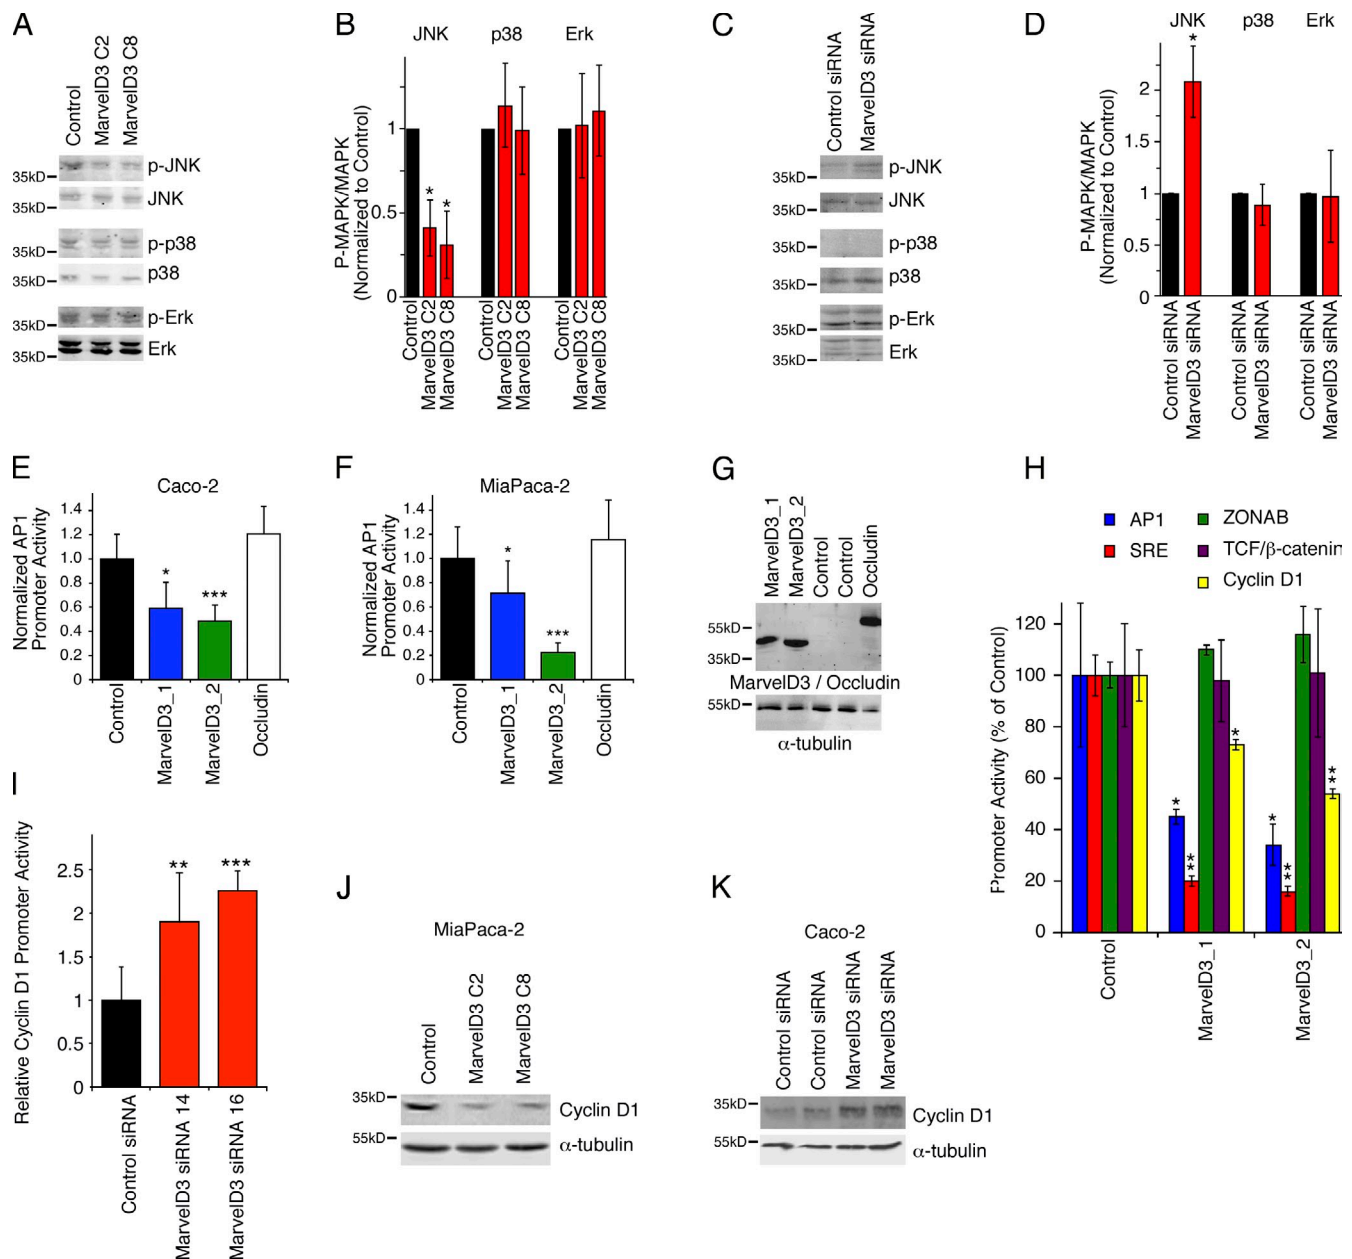 A
Control
MarvelD3 C2
MarvelD3 C8
35kD
p-JNK
35kD
JNK
35kD
p-p38
35kD
p38
35kD
p-Erk
35kD
Erk
B
JNK
p38
Erk
P-MAPK/MAPK
(Normalized to Control)
1
0.5
0
Control
MarvelD3 C2
MarvelD3 C8
Control
MarvelD3 C2
MarvelD3 C8
Control
MarvelD3 C2
MarvelD3 C8
*
*
C
Control siRNA
MarvelD3 siRNA
35kD
p-JNK
35kD
JNK
35kD
p-p38
35kD
p38
35kD
p-Erk
35kD
Erk
D
JNK
p38
Erk
P-MAPK/MAPK
(Normalized to Control)
2
1.5
1
0.5
0
*
Control siRNA
MarvelD3 siRNA
Control siRNA
MarvelD3 siRNA
Control siRNA
MarvelD3 siRNA
E
Caco-2
Normalized AP1
Promoter Activity
1.4
1.2
1.0
0.8
0.6
0.4
0.2
0
*
***
Control
MarvelD3_1
MarvelD3_2
Occludin
F
MiaPaca-2
Normalized AP1
Promoter Activity
1.4
1.2
1.0
0.8
0.6
0.4
0.2
0
*
***
Control
MarvelD3_1
MarvelD3_2
Occludin
G
MarvelD3_1
MarvelD3_2
Control
Control
Occludin
55kD
35kD
MarvelD3 / Occludin
55kD
α-tubulin
H
AP1
SRE
ZONAB
TCF/β-catenin
Cyclin D1
Promoter Activity (% of Control)
120
100
80
60
40
20
0
*
**
*
*
**
**
Control
MarvelD3_1
MarvelD3_2
I
Relative Cyclin D1 Promoter Activity
2.5
2
1.5
1
0.5
0
**
***
Control siRNA
MarvelD3 siRNA 14
MarvelD3 siRNA 16
J
MiaPaca-2
Control
MarvelD3 C2
MarvelD3 C8
35kD
Cyclin D1
55kD
α-tubulin
K
Caco-2
Control siRNA
Control siRNA
MarvelD3 siRNA
MarvelD3 siRNA
35kD
Cyclin D1
55kD
α-tubulin